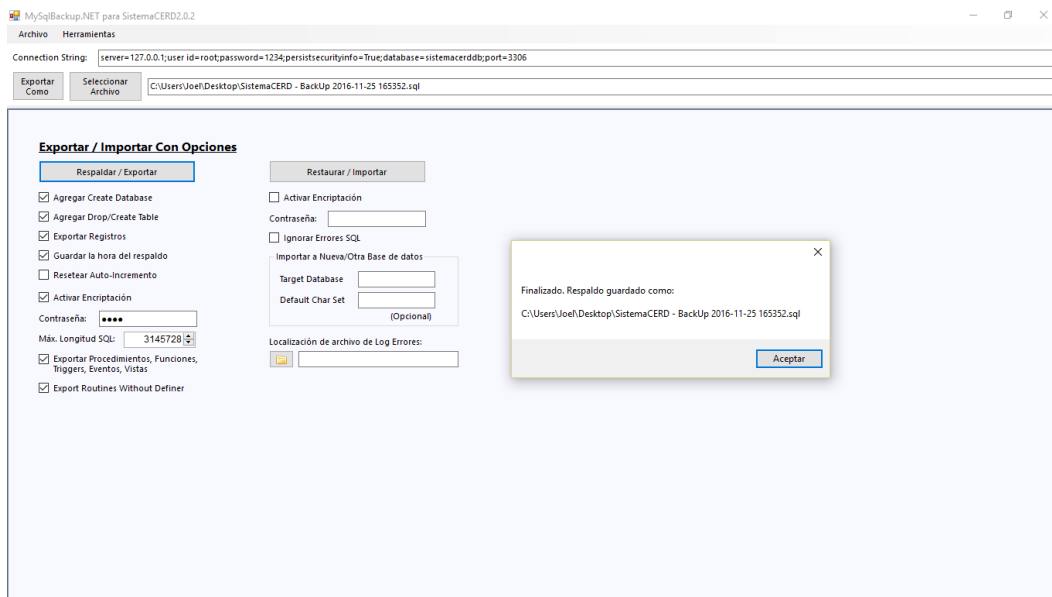 MySqlBackup.NET para SistemaCERD2.0.2
Archivo Herramientas
Connection String: server=127.0.0.1;user id=root;password=1234;persistsecurityinfo=True;database=sistemacerddb;port=3306
Exportar Como
Seleccionar Archivo
C:\Users\Joel\Desktop\SistemaCERD - BackUp 2016-11-25 165352.sql
Exportar / Importar Con Opciones
Respaldar / Exportar
Agregar Create Database
Agregar Drop/Create Table
Exportar Registros
Guardar la hora del respaldo
Resetear Auto-Incremento
Activar Encriptación
Contraseña: ●●●●
Máx. Longitud SQL: 3145728
Exportar Procedimientos, Funciones,
Triggers, Eventos, Vistas
Export Routines Without Definer
Restaurar / Importar
Activar Encriptación
Contraseña:
Ignorar Errores SQL
Importar a Nueva/Otra Base de datos
Target Database
Default Char Set
(Opcional)
Localización de archivo de Log Errores:
Finalizado. Respaldo guardado como:
C:\Users\Joel\Desktop\SistemaCERD - BackUp 2016-11-25 165352.sql
Aceptar